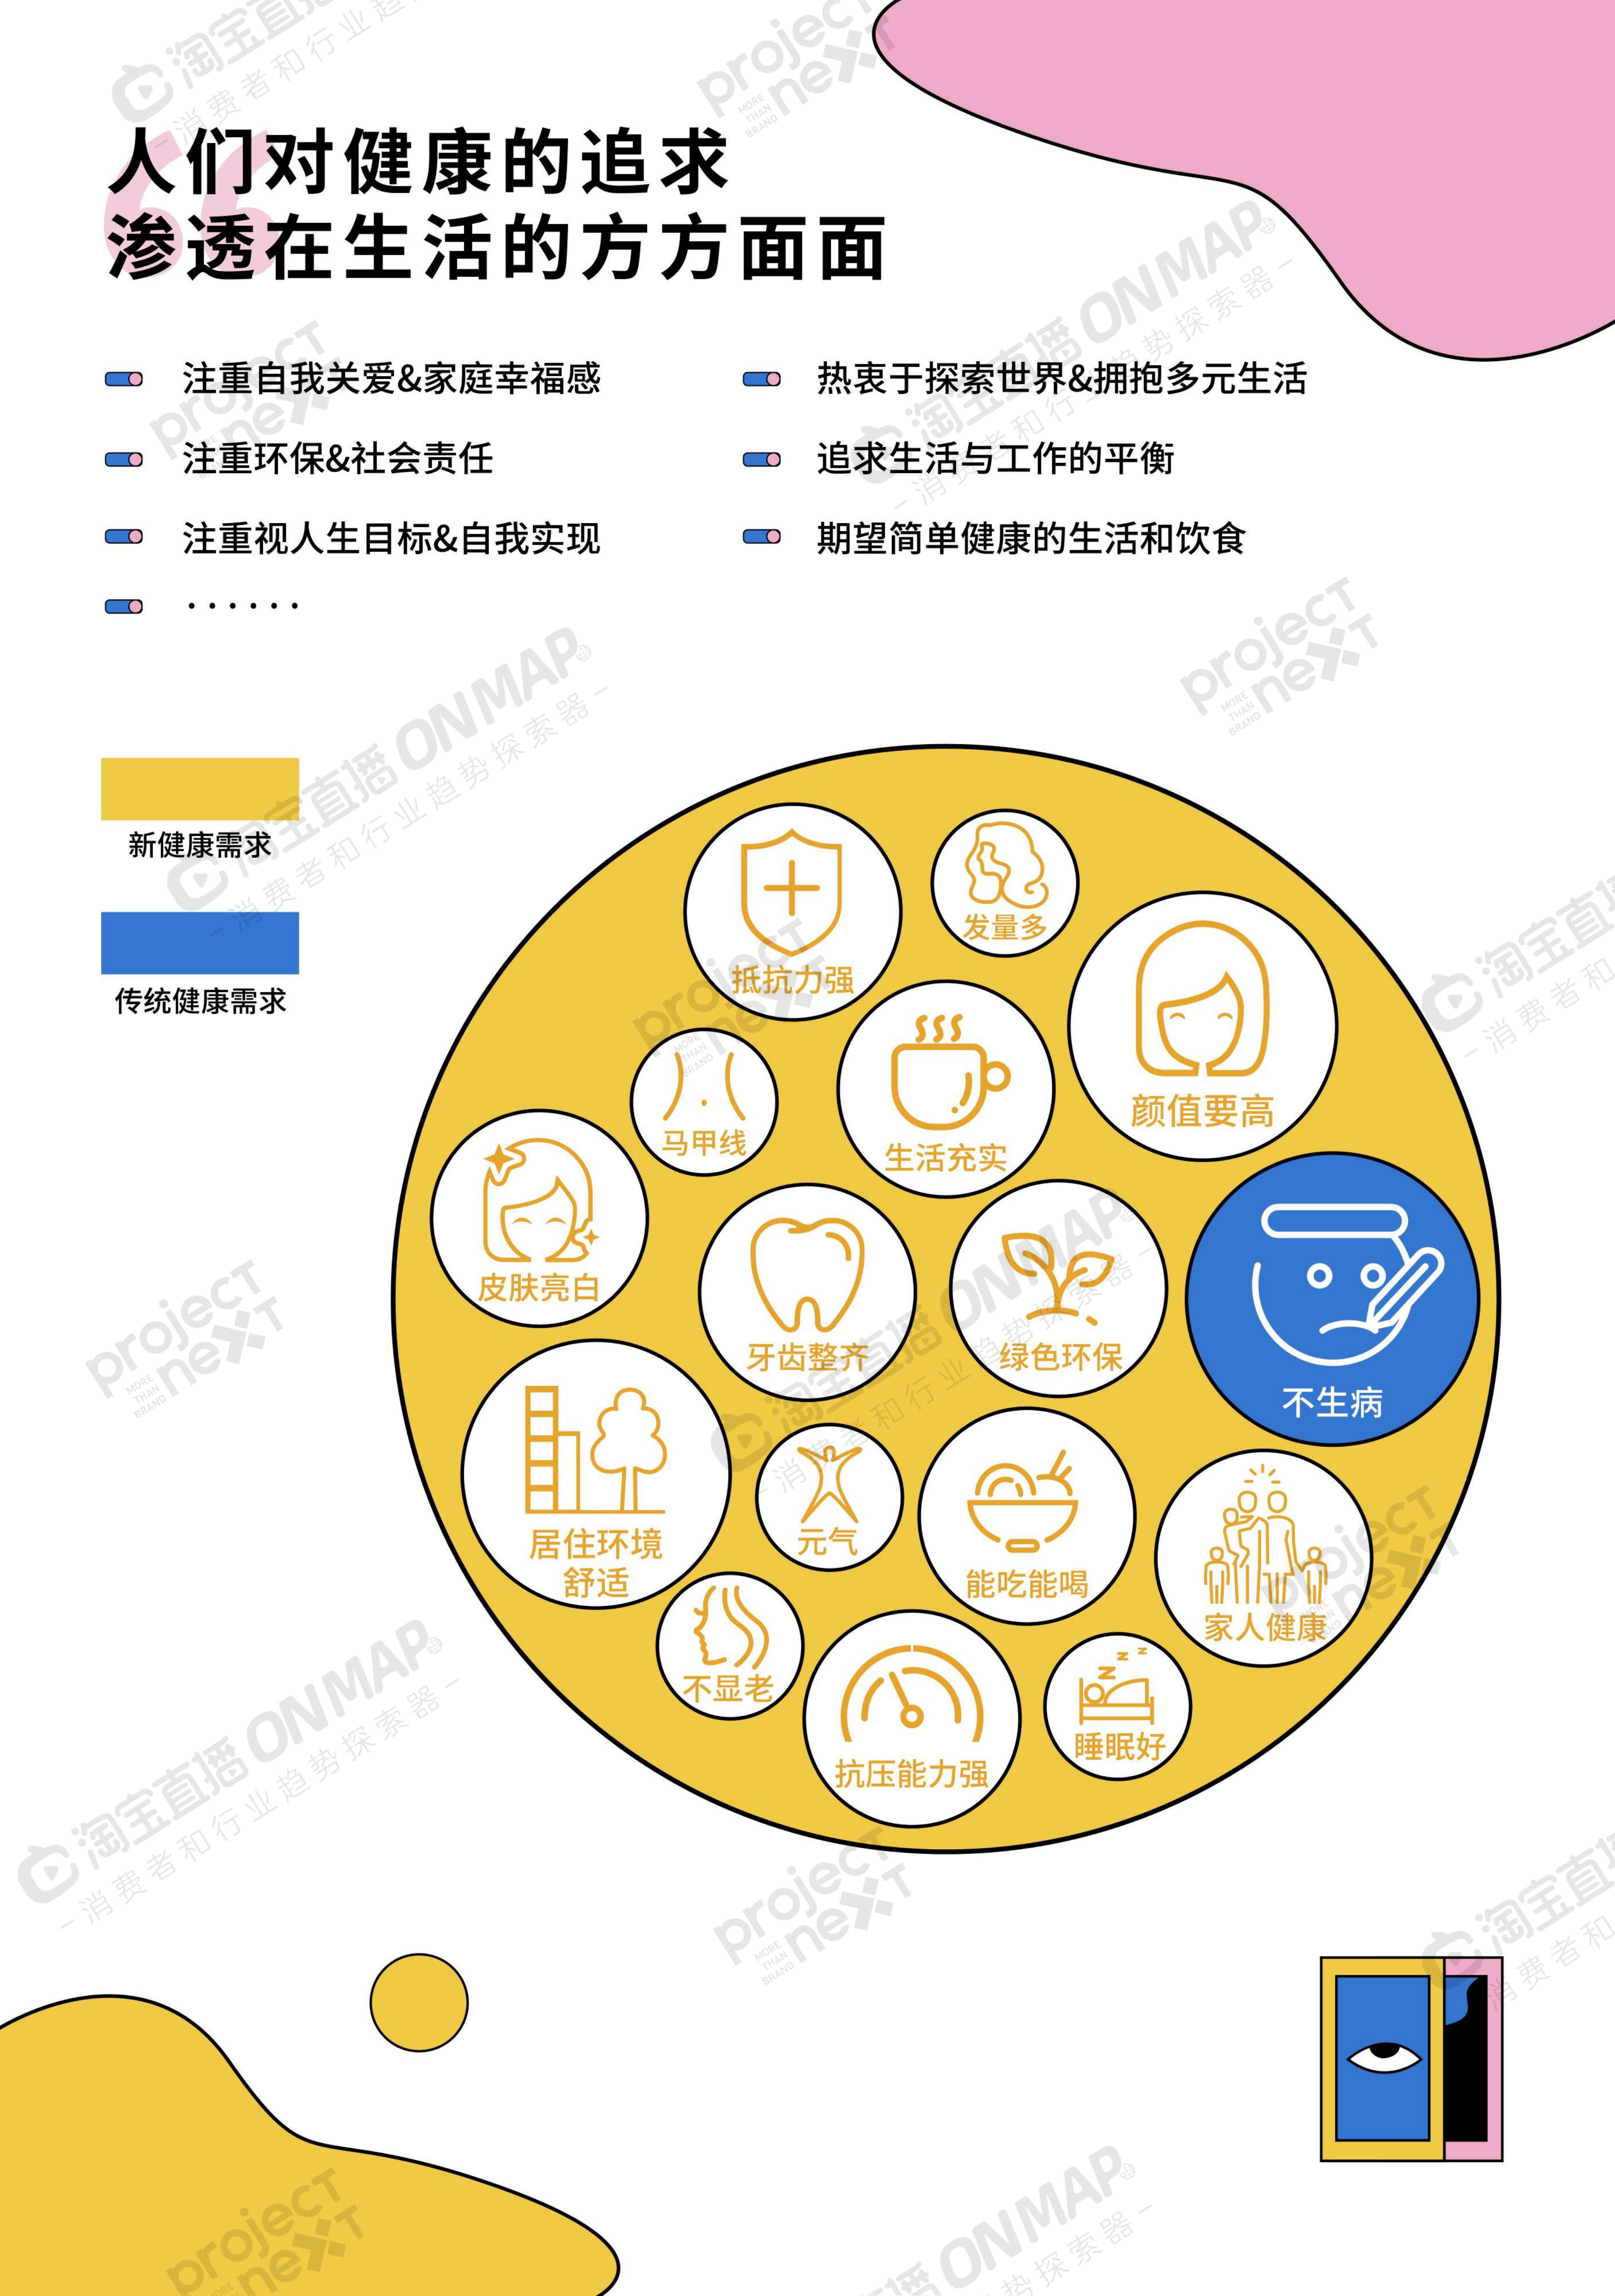 人们对健康的追求
渗透在生活的方方面面
注重自我关爱&家庭幸福感
热衷于探索世界&拥抱多元生活
注重环保&社会责任
追求生活与工作的平衡
注重视人生目标&自我实现
期望简单健康的生活和饮食
······
新健康需求
传统健康需求
抵抗力强
发量多
颜值要高
马甲线
生活充实
皮肤亮白
牙齿整齐
绿色环保
不生病
居住环境
舒适
元气
能吃能喝
家人健康
不显老
抗压能力强
睡眠好
淘宝直播 ON MAP
-消费者和行业趋势探索器-
projecT
nexT
MORE
THAN
BRAND